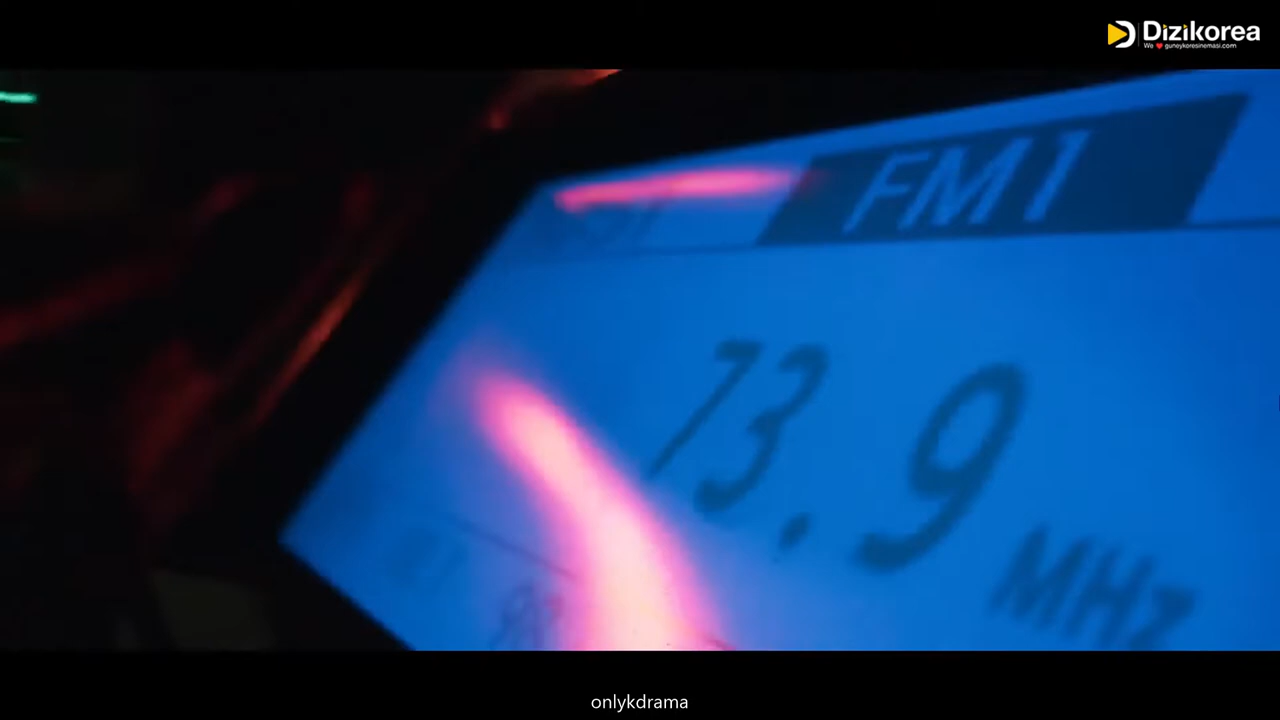 Dizikorea
We ❤ guneykoresinemasi.com
FM1
73.9
MHz
onlykdrama